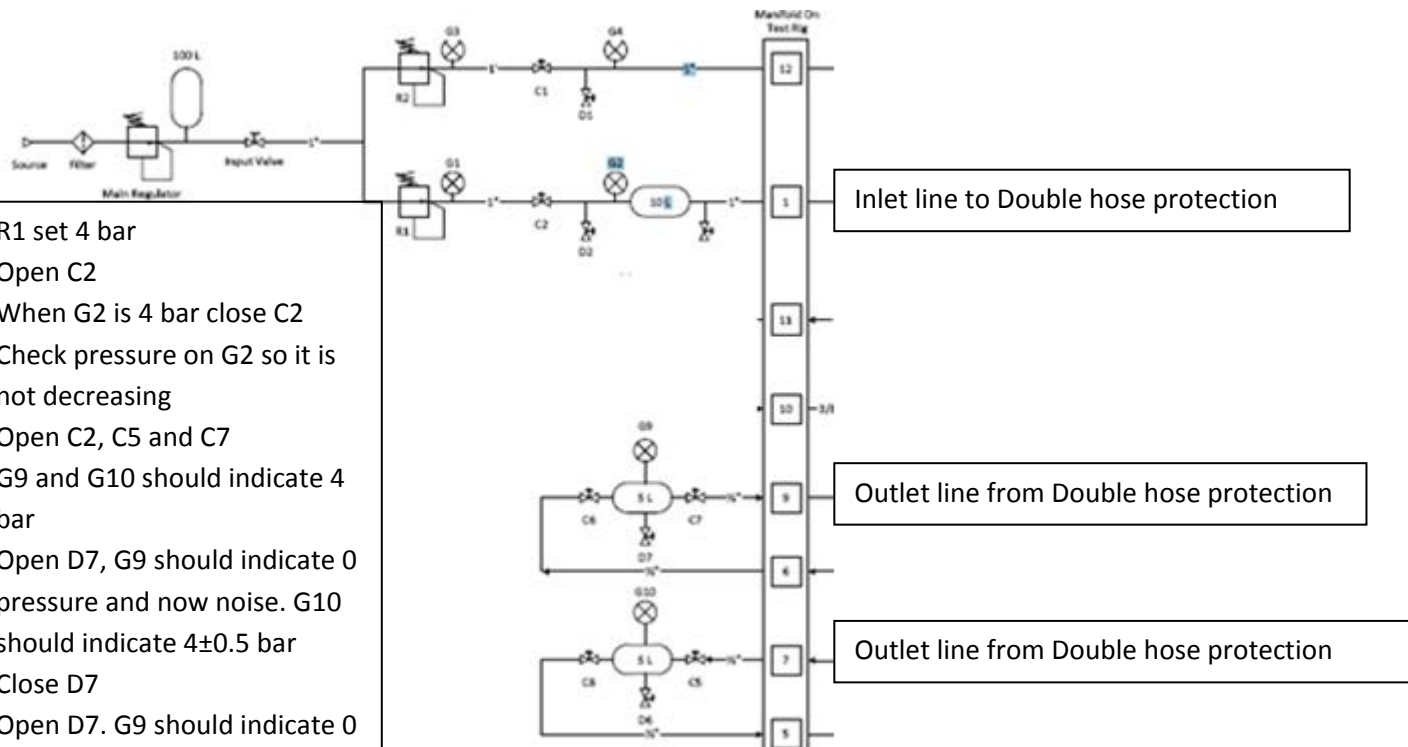 Manifold On
Test Rig
G3
G4
100 L
12
R2
C1
D1
Source
Filter
Main Regulator
Input Valve
1"
G1
G2
1"
10 L
1"
1
R1
C2
D2
Inlet line to Double hose protection
R1 set 4 bar
Open C2
When G2 is 4 bar close C2
Check pressure on G2 so it is
not decreasing
Open C2, C5 and C7
G9 and G10 should indicate 4
bar
Open D7, G9 should indicate 0
pressure and now noise. G10
should indicate 4±0.5 bar
Close D7
Open D7. G9 should indicate 0
10
G9
5 L
C6
C7
9
Outlet line from Double hose protection
D7
6
G10
5 L
C8
C5
7
Outlet line from Double hose protection
D6
5